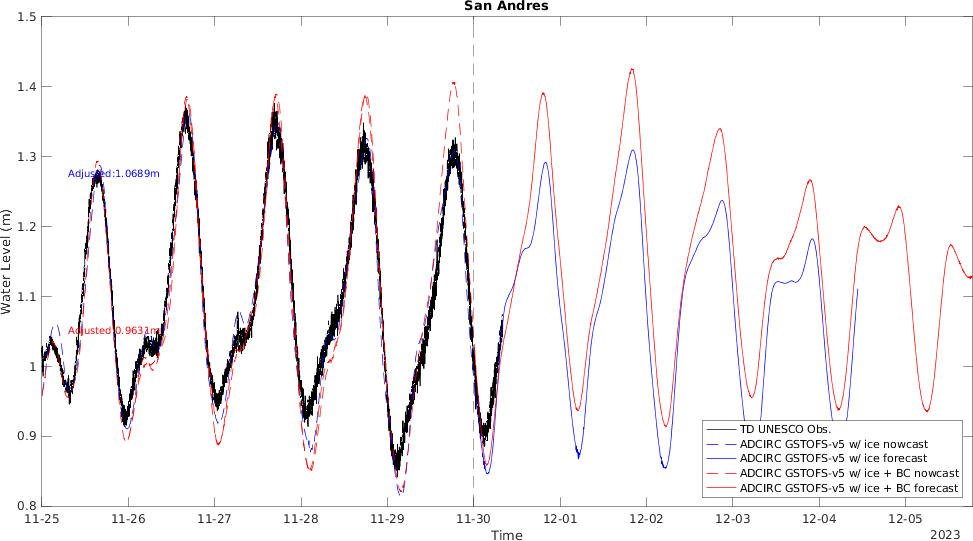 San Andres
1.5
1.4
1.3
1.2
1.1
1
0.9
0.8
Water Level (m)
Adjusted:1.0689m
Adjusted:0.9631m
TD UNESCO Obs.
ADCIRC GSTOFS-v5 w/ ice nowcast
ADCIRC GSTOFS-v5 w/ ice forecast
ADCIRC GSTOFS-v5 w/ ice + BC nowcast
ADCIRC GSTOFS-v5 w/ ice + BC forecast
11-25 11-26 11-27 11-28 11-29 11-30 12-01 12-02 12-03 12-04 12-05
Time
2023